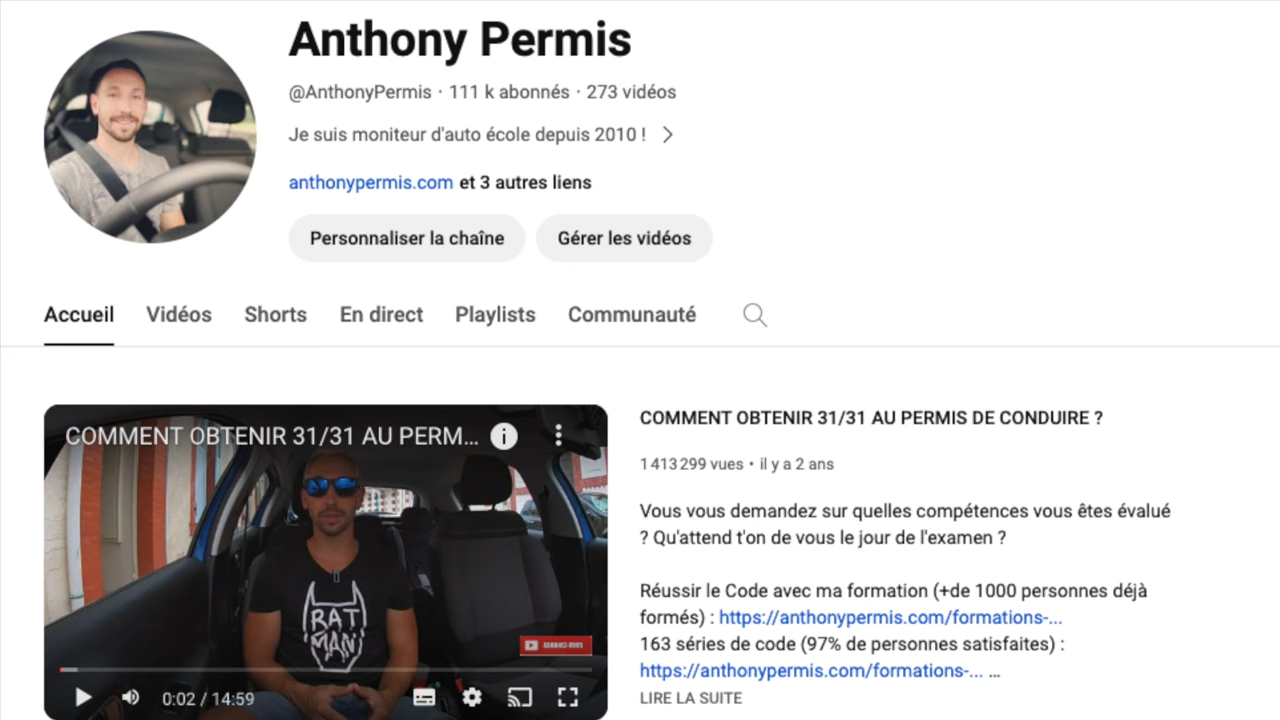 Anthony Permis
@AnthonyPermis · 111 k abonnés · 273 vidéos
Je suis moniteur d'auto école depuis 2010 !
anthonypermis.com et 3 autres liens
Personnaliser la chaîne Gérer les vidéos
Accueil Vidéos Shorts En direct Playlists Communauté
COMMENT OBTENIR 31/31 AU PERM...
RAT
MAN
ABONNEZ-VOUS
0:02 / 14:59
COMMENT OBTENIR 31/31 AU PERMIS DE CONDUIRE ?
1 413 299 vues • il y a 2 ans
Vous vous demandez sur quelles compétences vous êtes évalué
? Qu'attend t'on de vous le jour de l'examen ?
Réussir le Code avec ma formation (+de 1000 personnes déjà
formés) : https://anthonypermis.com/formations-...
163 séries de code (97% de personnes satisfaites) :
https://anthonypermis.com/formations-... ...
LIRE LA SUITE